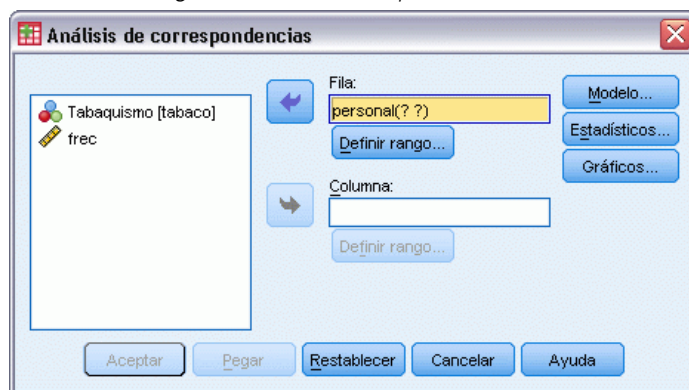 Análisis de correspondencias
Tabaquismo [tabaco]
frec
Fila:
personal(? ?)
Definir rango...
Columna:
Definir rango...
Modelo...
Estadísticos...
Gráficos...
Aceptar
Pegar
Restablecer
Cancelar
Ayuda